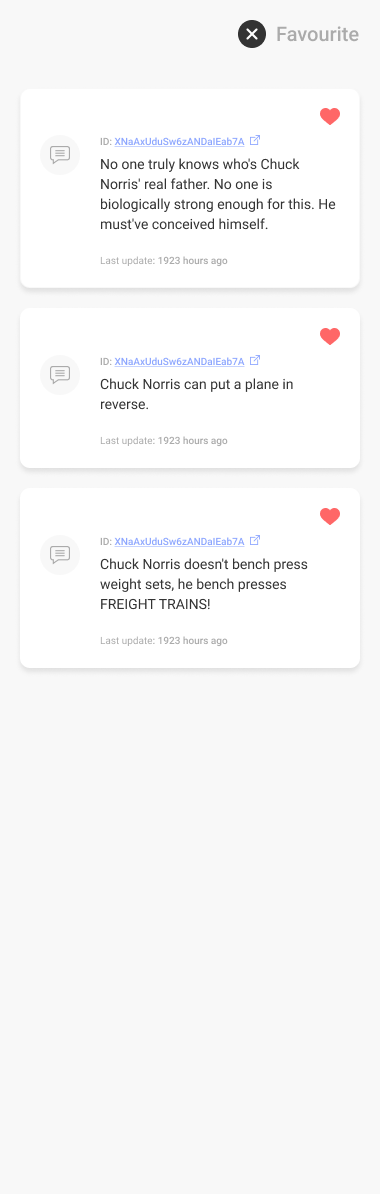 Favourite
ID: XNaAxUduSw6zANDaIEab7A
No one truly knows who's Chuck
Norris' real father. No one is
biologically strong enough for this. He
must've conceived himself.
Last update: 1923 hours ago
ID: XNaAxUduSw6zANDaIEab7A
Chuck Norris can put a plane in
reverse.
Last update: 1923 hours ago
ID: XNaAxUduSw6zANDaIEab7A
Chuck Norris doesn't bench press
weight sets, he bench presses
FREIGHT TRAINS!
Last update: 1923 hours ago